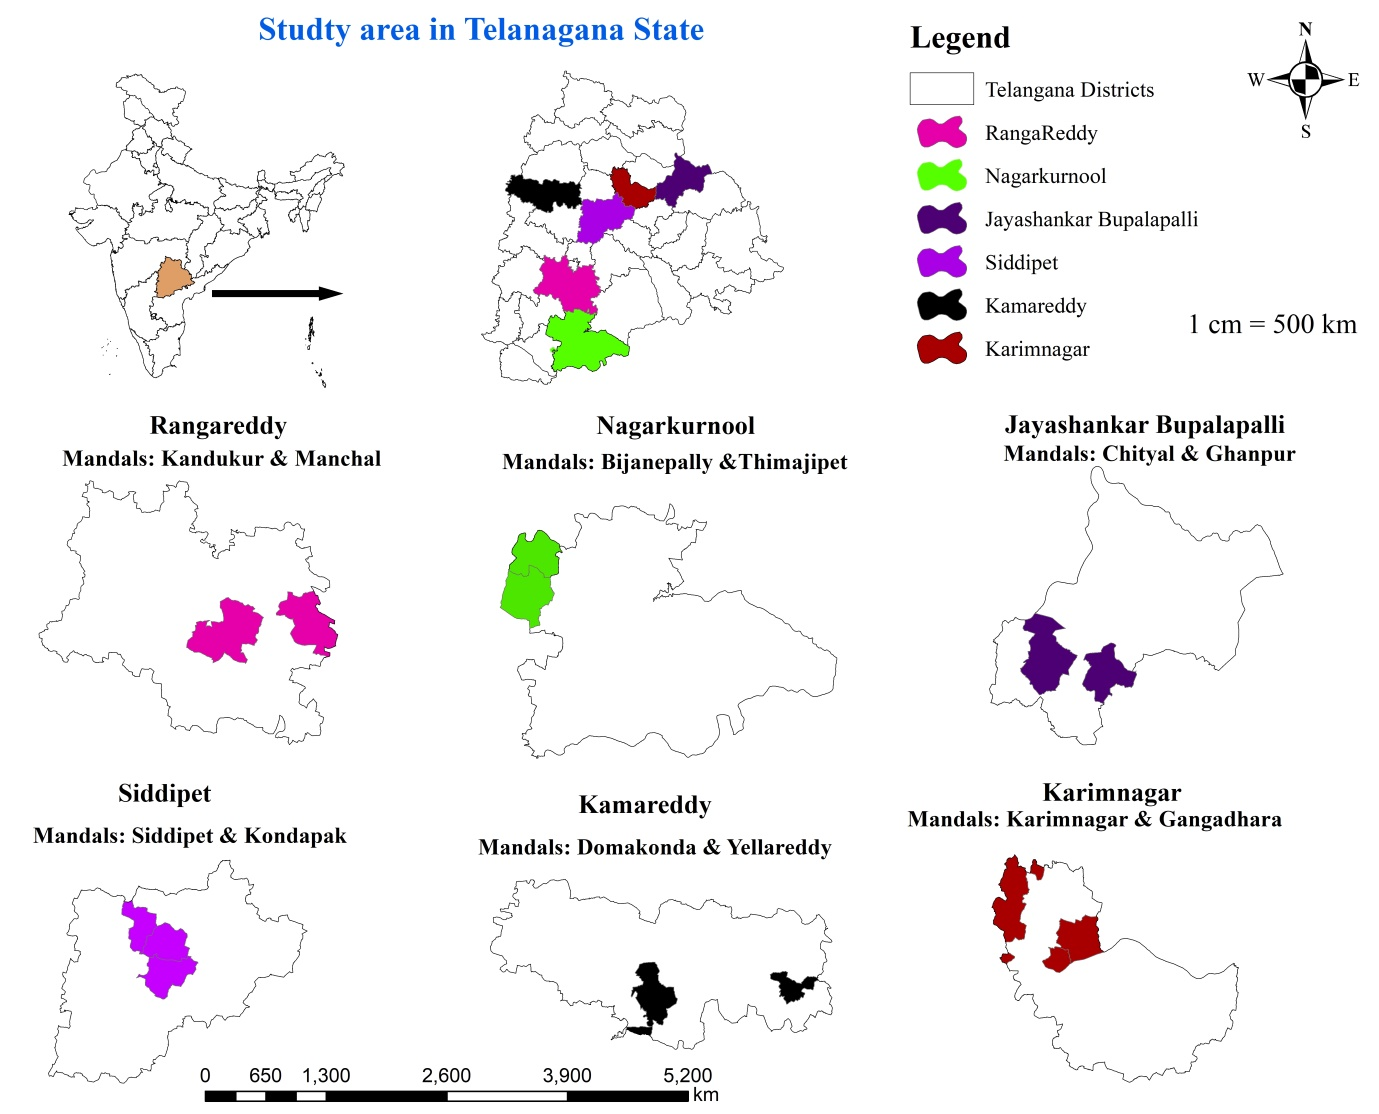 Studty area in Telanagana State
Legend
Telangana Districts
RangaReddy
Nagarkurnool
Jayashankar Bupalapalli
Siddipet
Kamareddy
Karimnagar
N
W E
S
1 cm = 500 km
Rangareddy
Mandals: Kandukur & Manchal
Nagarkurnool
Mandals: Bijanepally &Thimajipet
Jayashankar Bupalapalli
Mandals: Chityal & Ghanpur
Siddipet
Mandals: Siddipet & Kondapak
Kamareddy
Mandals: Domakonda & Yellareddy
Karimnagar
Mandals: Karimnagar & Gangadhara
0 650 1,300 2,600 3,900 5,200
km